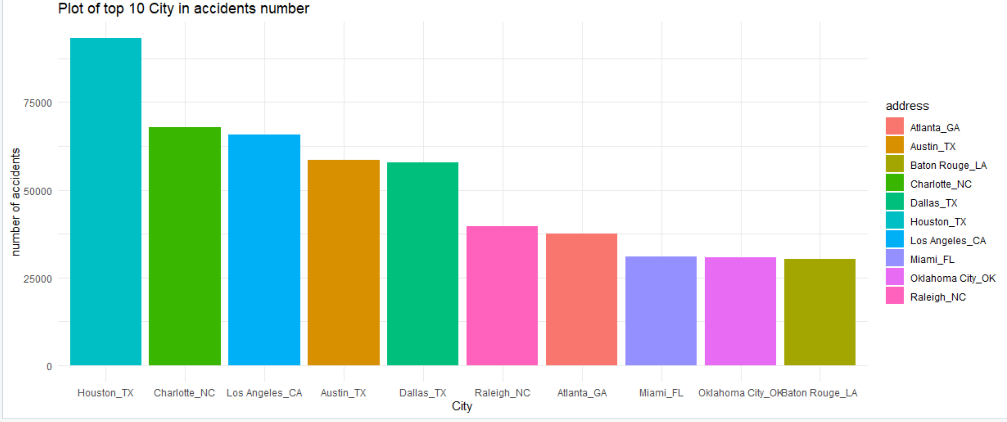 Plot of top 10 City in accidents number
number of accidents
75000
50000
25000
0
Houston_TX
Charlotte_NC
Los Angeles_CA
Austin_TX
Dallas_TX
Raleigh_NC
Atlanta_GA
Miami_FL
Oklahoma City_OK
Baton Rouge_LA
City
address
Atlanta_GA
Austin_TX
Baton Rouge_LA
Charlotte_NC
Dallas_TX
Houston_TX
Los Angeles_CA
Miami_FL
Oklahoma City_OK
Raleigh_NC